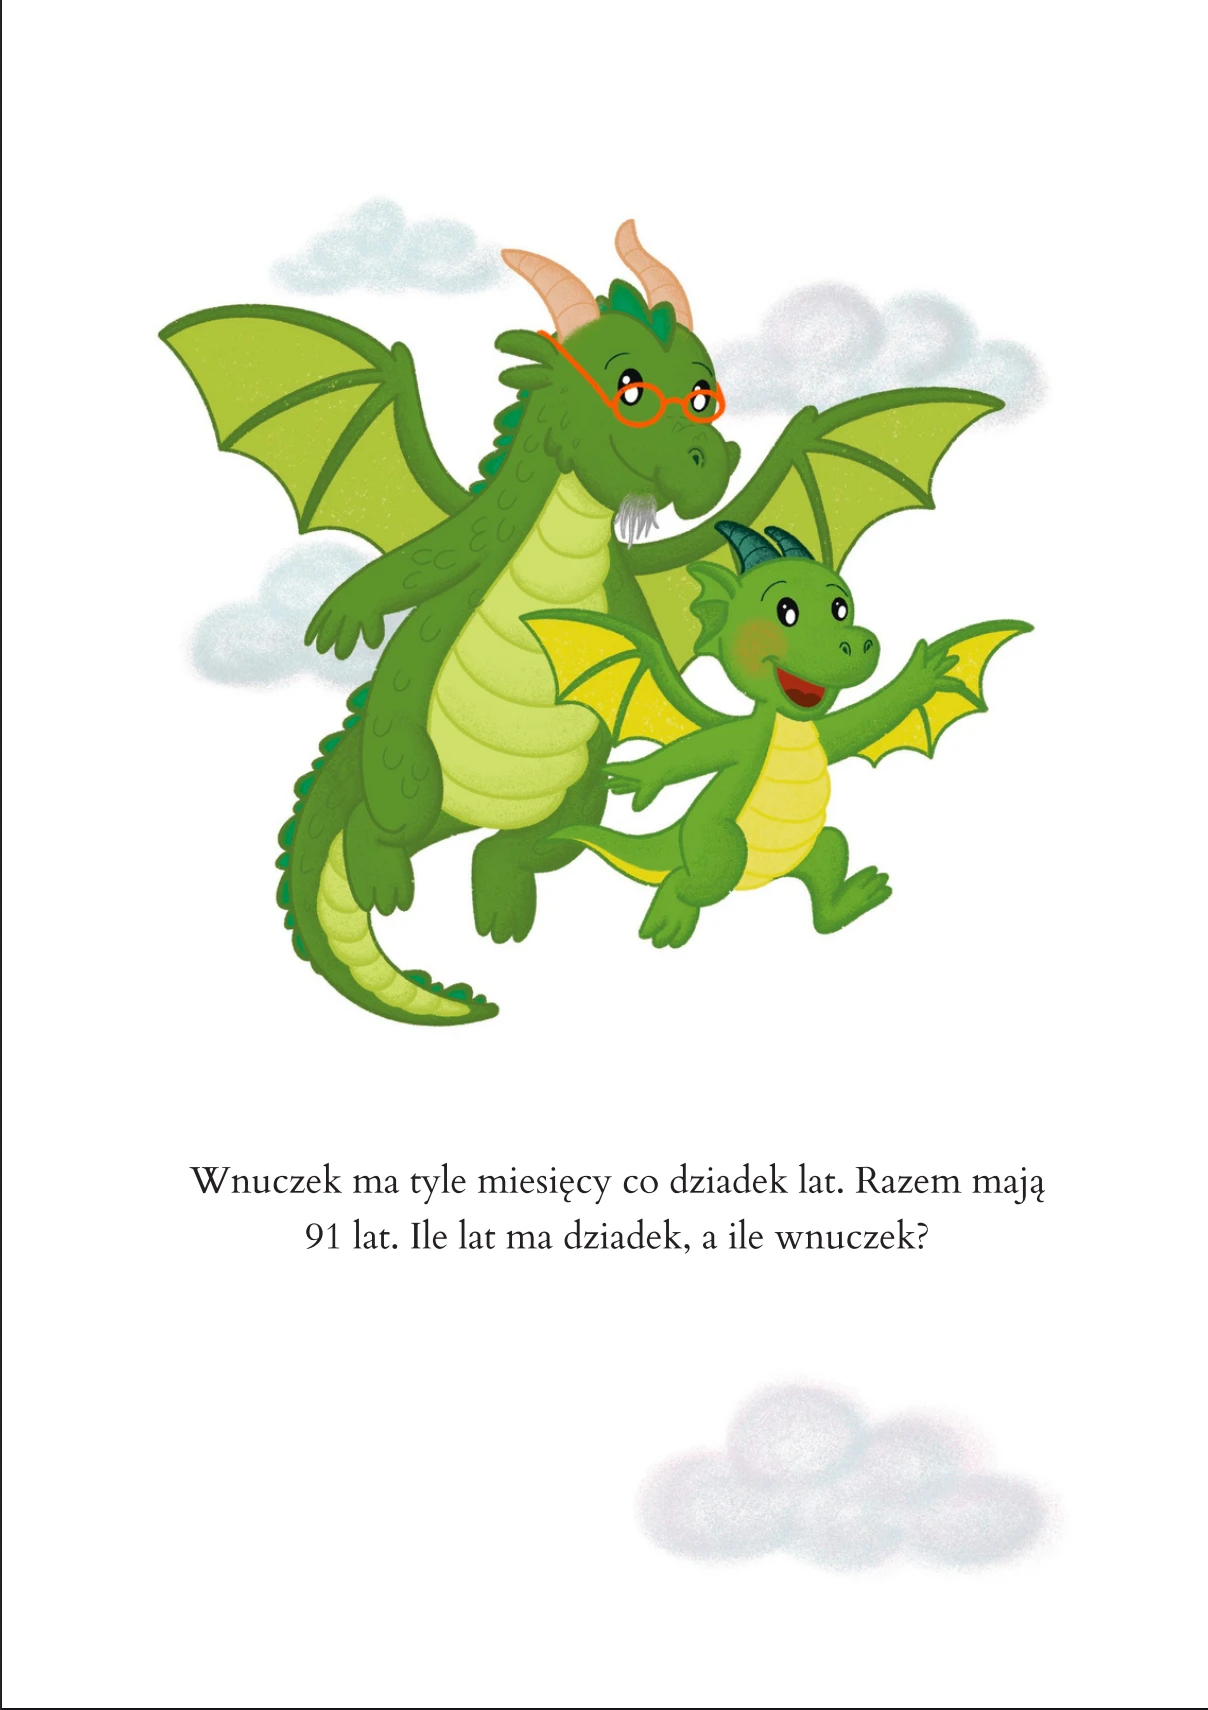 Wnuczek ma tyle miesięcy co dziadek lat. Razem mają
91 lat. Ile lat ma dziadek, a ile wnuczek?